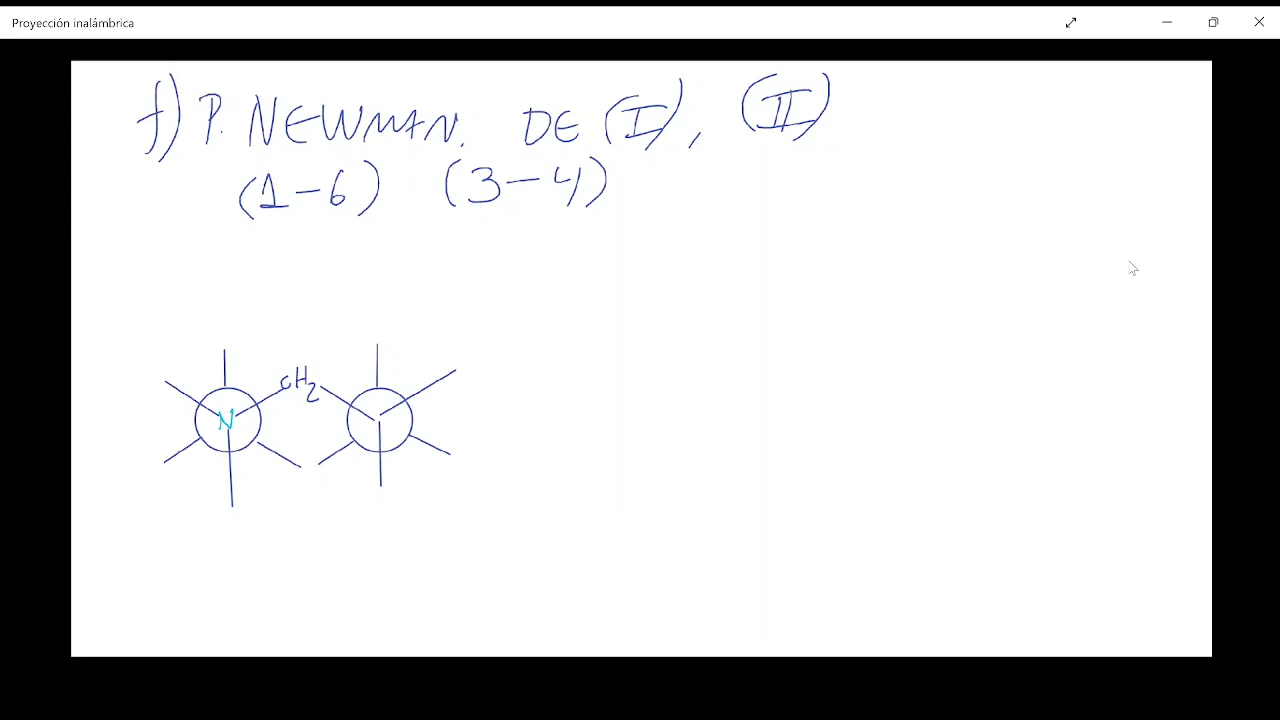 Proyección inalámbrica
f) P. NEWMAN. DE (I), (II)
(1-6) (3-4)
CH2
N